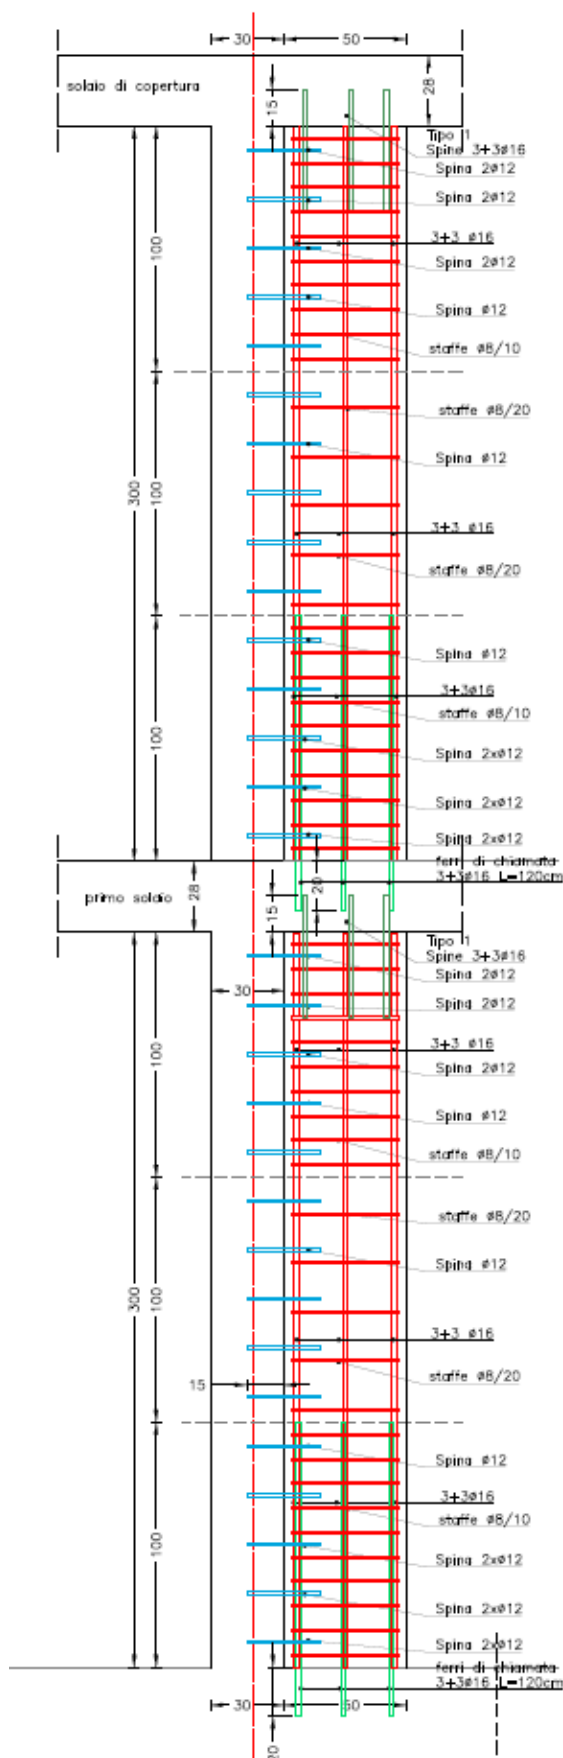 30 50
solaio di copertura
28
15
Tipo 1
Spine 3+3ø16
Spina 2ø12
Spina 2ø12
3+3 ø16
100
Spina 2ø12
Spina ø12
staffe ø8/10
staffe ø8/20
Spina ø12
300 100
3+3 ø16
staffe ø8/20
Spina ø12
3+3ø16
staffe ø8/10
100
Spina 2xø12
Spina 2xø12
Spina 2xø12
ferri di chiamata
3+3ø16 L=120cm
20
28
primo solaio
15
Tipo 1
Spine 3+3ø16
Spina 2ø12
30
Spina 2ø12
3+3 ø16
100
Spina 2ø12
Spina ø12
staffe ø8/10
staffe ø8/20
Spina ø12
300 100
3+3 ø16
staffe ø8/20
15
Spina ø12
3+3ø16
staffe ø8/10
100
Spina 2xø12
Spina 2xø12
Spina 2xø12
ferri di chiamata
3+3ø16 L=120cm
30
20